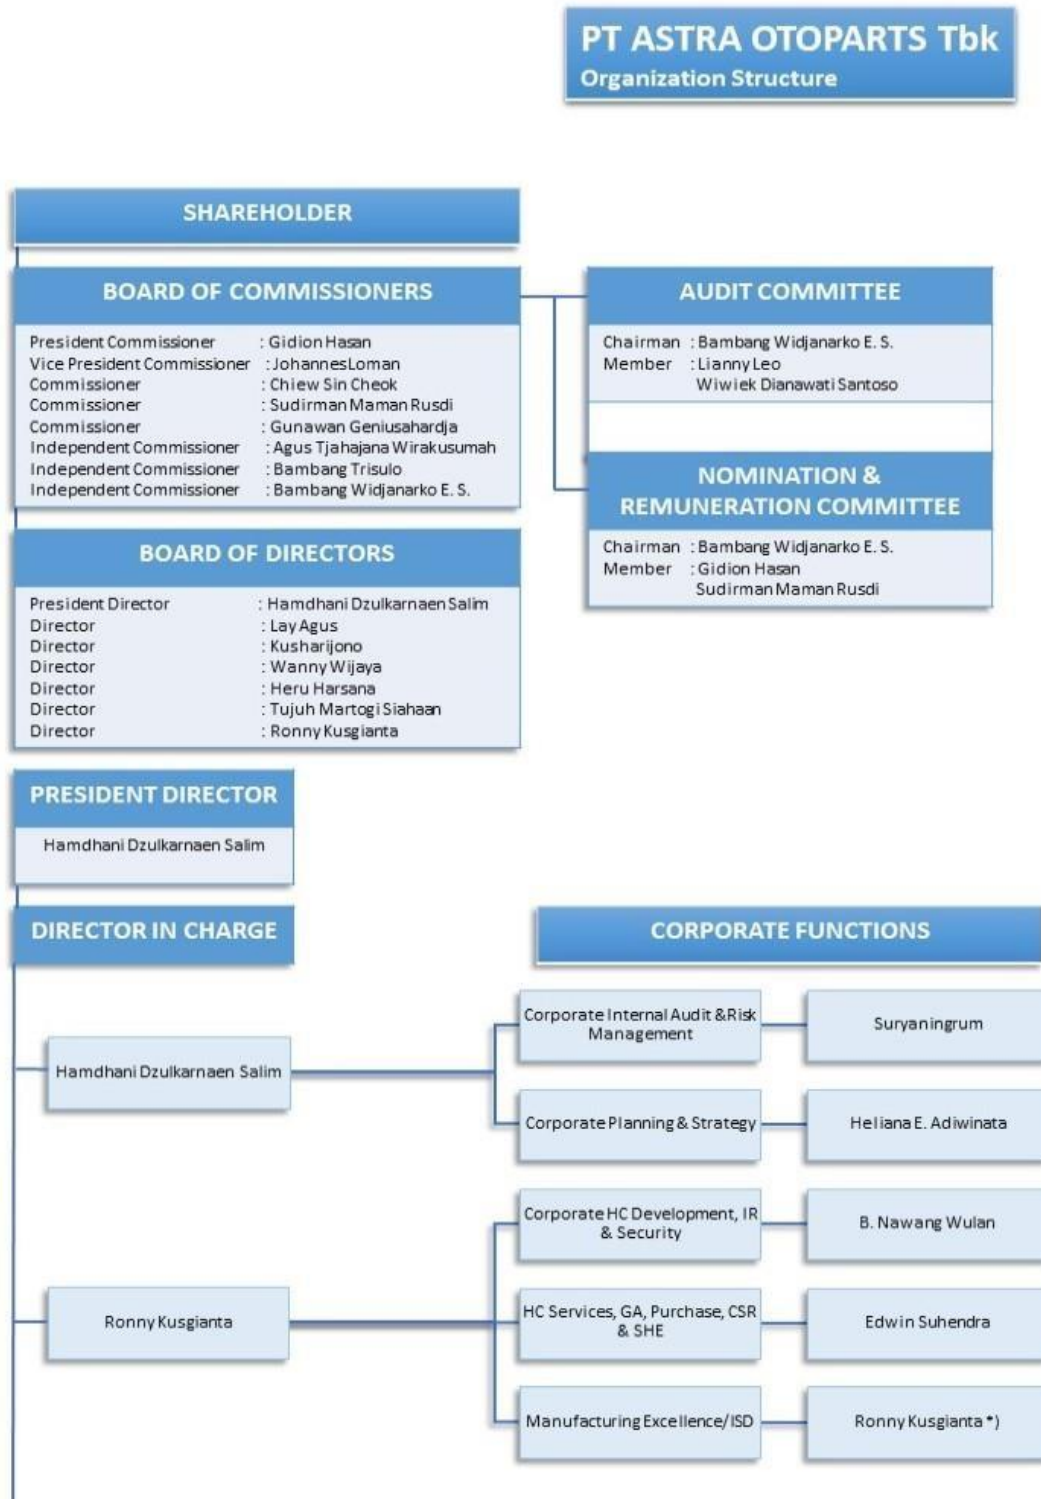 PT ASTRA OTOPARTS Tbk
Organization Structure
SHAREHOLDER
BOARD OF COMMISSIONERS
President Commissioner : Gidion Hasan
Vice President Commissioner : Johannes Loman
Commissioner : Chiew Sin Cheok
Commissioner : Sudirman Maman Rusdi
Commissioner : Gunawan Geniusahardja
Independent Commissioner : Agus Tjahajana Wirakusumah
Independent Commissioner : Bambang Trisulo
Independent Commissioner : Bambang Widjanarko E. S.
AUDIT COMMITTEE
Chairman : Bambang Widjanarko E. S.
Member : Lianny Leo
Wiwiek Dianawati Santoso
NOMINATION &
REMUNERATION COMMITTEE
Chairman : Bambang Widjanarko E. S.
Member : Gidion Hasan
Sudirman Maman Rusdi
BOARD OF DIRECTORS
President Director : Hamdhani Dzulkarnaen Salim
Director : Lay Agus
Director : Kusharijono
Director : Wanny Wijaya
Director : Heru Harsana
Director : Tujuh Martogi Siahaan
Director : Ronny Kusgianta
PRESIDENT DIRECTOR
Hamdhani Dzulkarnaen Salim
DIRECTOR IN CHARGE
CORPORATE FUNCTIONS
Hamdhani Dzulkarnaen Salim
Corporate Internal Audit & Risk
Management
Suryaningrum
Corporate Planning & Strategy
Heliana E. Adiwinata
Ronny Kusgianta
Corporate HC Development, IR
& Security
B. Nawang Wulan
HC Services, GA, Purchase, CSR
& SHE
Edwin Suhendra
Manufacturing Excellence/ISD
Ronny Kusgianta *)